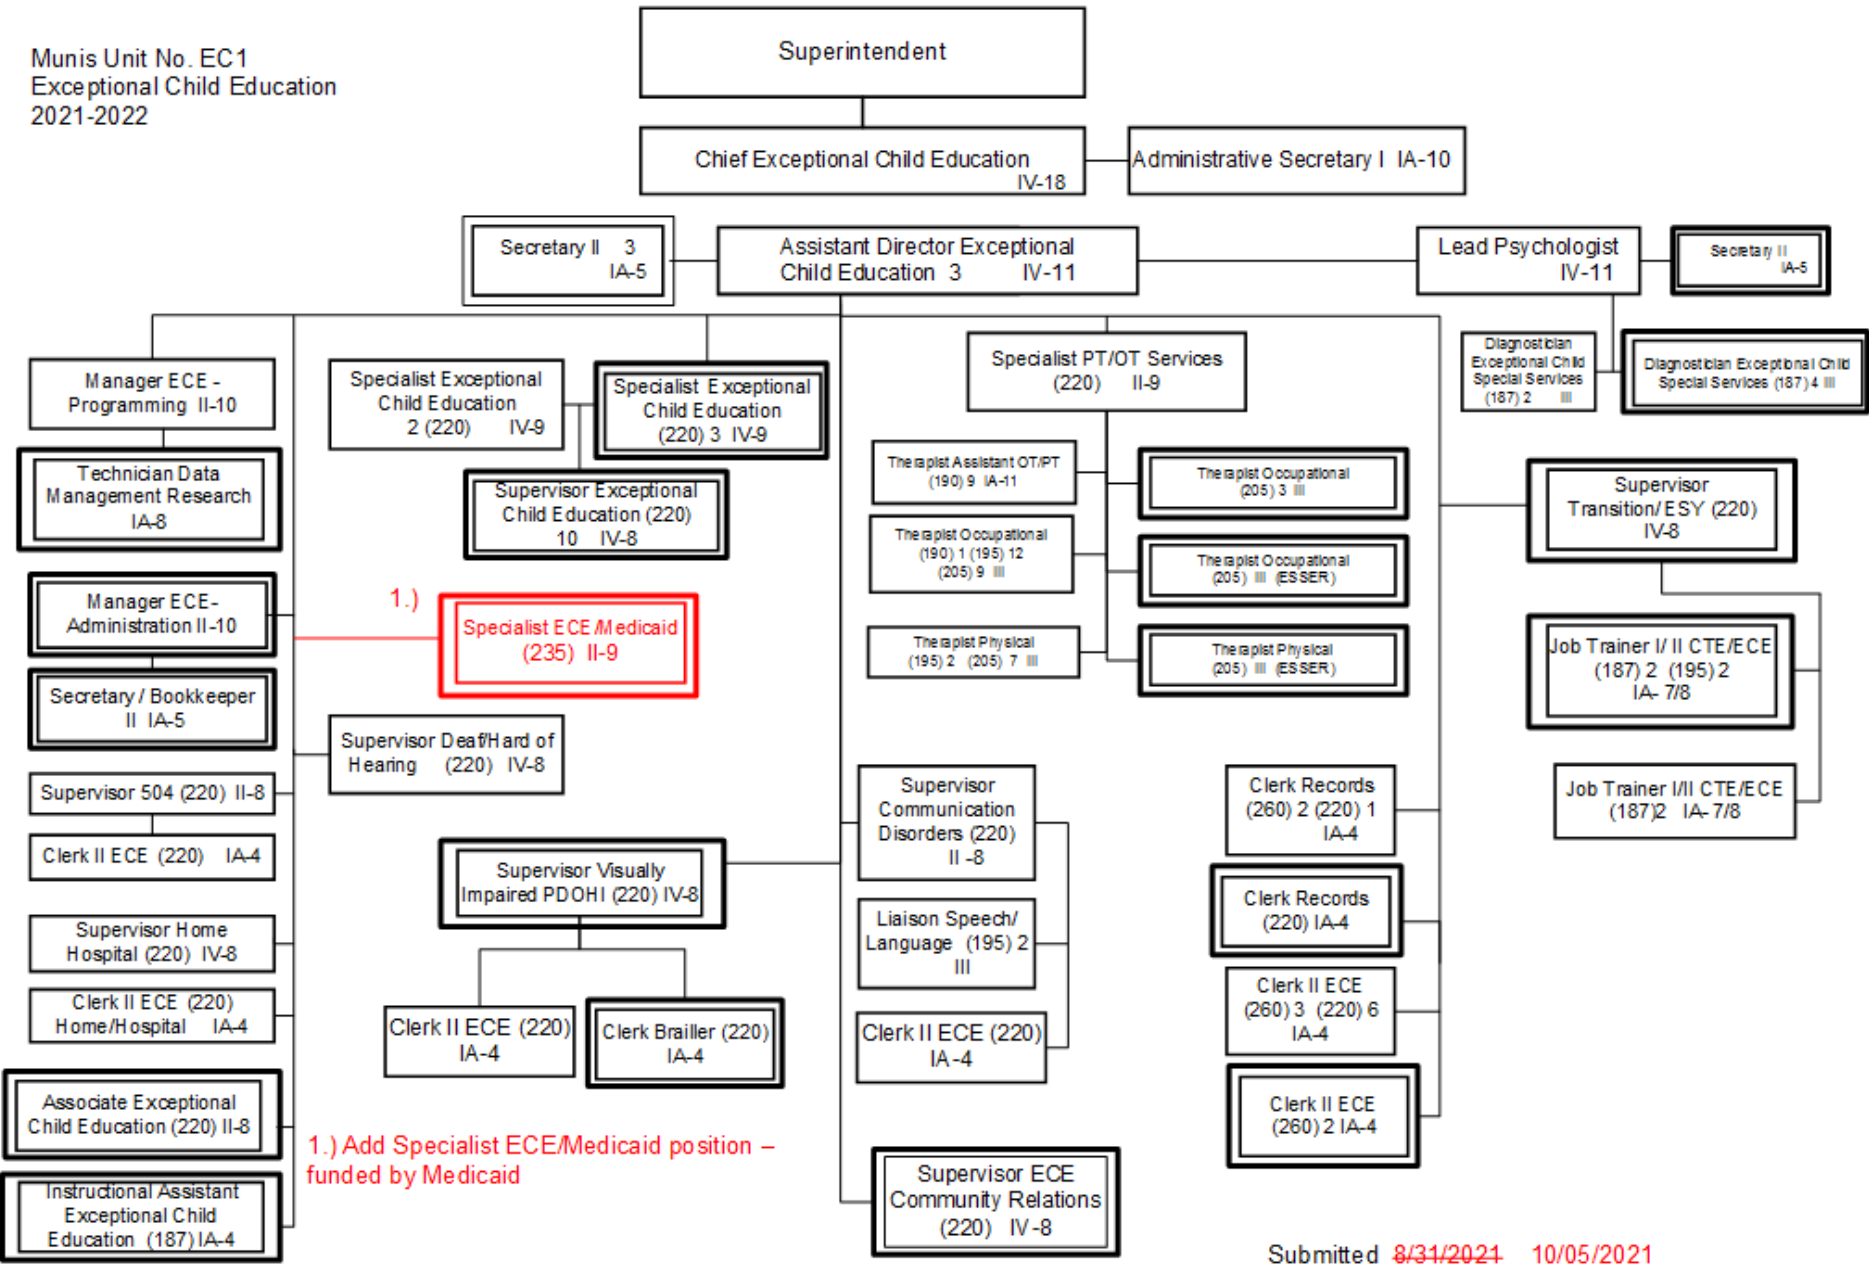 Munis Unit No. EC1
Exceptional Child Education
2021-2022
Superintendent
Chief Exceptional Child Education
IV-18
Administrative Secretary I IA-10
Secretary II 3
IA-5
Assistant Director Exceptional
Child Education 3 IV-11
Lead Psychologist
IV-11
Secretary II
IA-5
Manager ECE -
Programming II-10
Specialist Exceptional
Child Education
2 (220) IV-9
Specialist Exceptional
Child Education
(220) 3 IV-9
Specialist PT/OT Services
(220) II-9
Diagnostician
Exceptional Child
Special Services
(187) 2 III
Diagnostician Exceptional Child
Special Services (187) 4 III
Technician Data
Management Research
IA-8
Supervisor Exceptional
Child Education (220)
10 IV-8
Therapist Assistant OT/PT
(190) 9 IA-11
Therapist Occupational
(205) 3 III
Supervisor
Transition/ ESY (220)
IV-8
Therapist Occupational
(190) 1 (195) 12
(205) 9 III
Therapist Occupational
(205) III (ESSER)
Manager ECE-
Administration II-10
1.)
Specialist ECE/Medicaid
(235) II-9
Therapist Physical
(195) 2 (205) 7 III
Therapist Physical
(205) III (ESSER)
Job Trainer I/ II CTE/ECE
(187) 2 (195) 2
IA- 7/8
Secretary / Bookkeeper
II IA-5
Supervisor Deaf/Hard of
Hearing (220) IV-8
Supervisor 504 (220) II-8
Supervisor
Communication
Disorders (220)
II -8
Clerk Records
(260) 2 (220) 1
IA-4
Job Trainer I/II CTE/ECE
(187)2 IA- 7/8
Clerk II ECE (220) IA-4
Supervisor Visually
Impaired PDOHI (220) IV-8
Clerk Records
(220) IA-4
Supervisor Home
Hospital (220) IV-8
Liaison Speech/
Language (195) 2
III
Clerk II ECE (220)
Home/Hospital IA-4
Clerk II ECE (220)
IA-4
Clerk Brailler (220)
IA-4
Clerk II ECE (220)
IA-4
Clerk II ECE
(260) 3 (220) 6
IA-4
Associate Exceptional
Child Education (220) II-8
Clerk II ECE
(260) 2 IA-4
1.) Add Specialist ECE/Medicaid position –
funded by Medicaid
Instructional Assistant
Exceptional Child
Education (187) IA-4
Supervisor ECE
Community Relations
(220) IV-8
Submitted 8/31/2021 10/05/2021